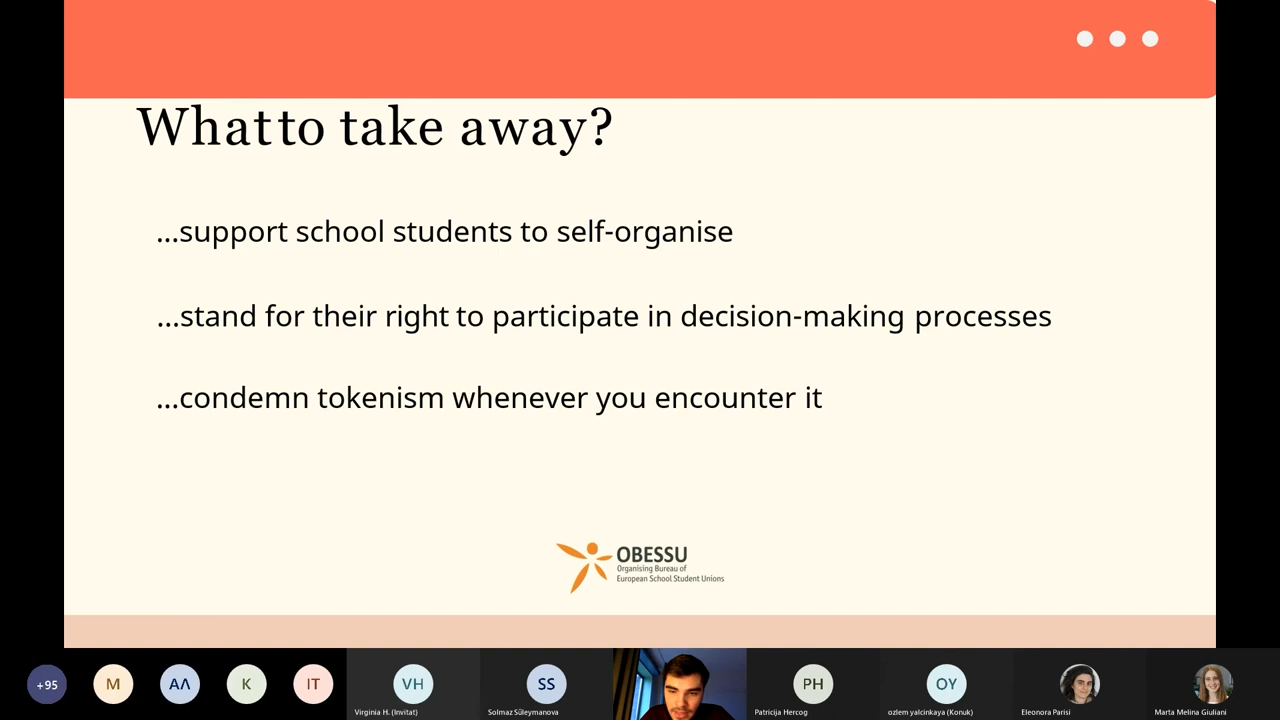 What to take away?
...support school students to self-organise
...stand for their right to participate in decision-making processes
...condemn tokenism whenever you encounter it
OBESSU
Organising Bureau of
European School Student Unions
+95
M
ΑΛ
K
IT
VH
SS
PH
OY
Virginia H. (Invitat)
Solmaz Süleymanova
Patricija Hercog
ozlem yalcinkaya (Konuk)
Eleonora Parisi
Marta Melina Giuliani